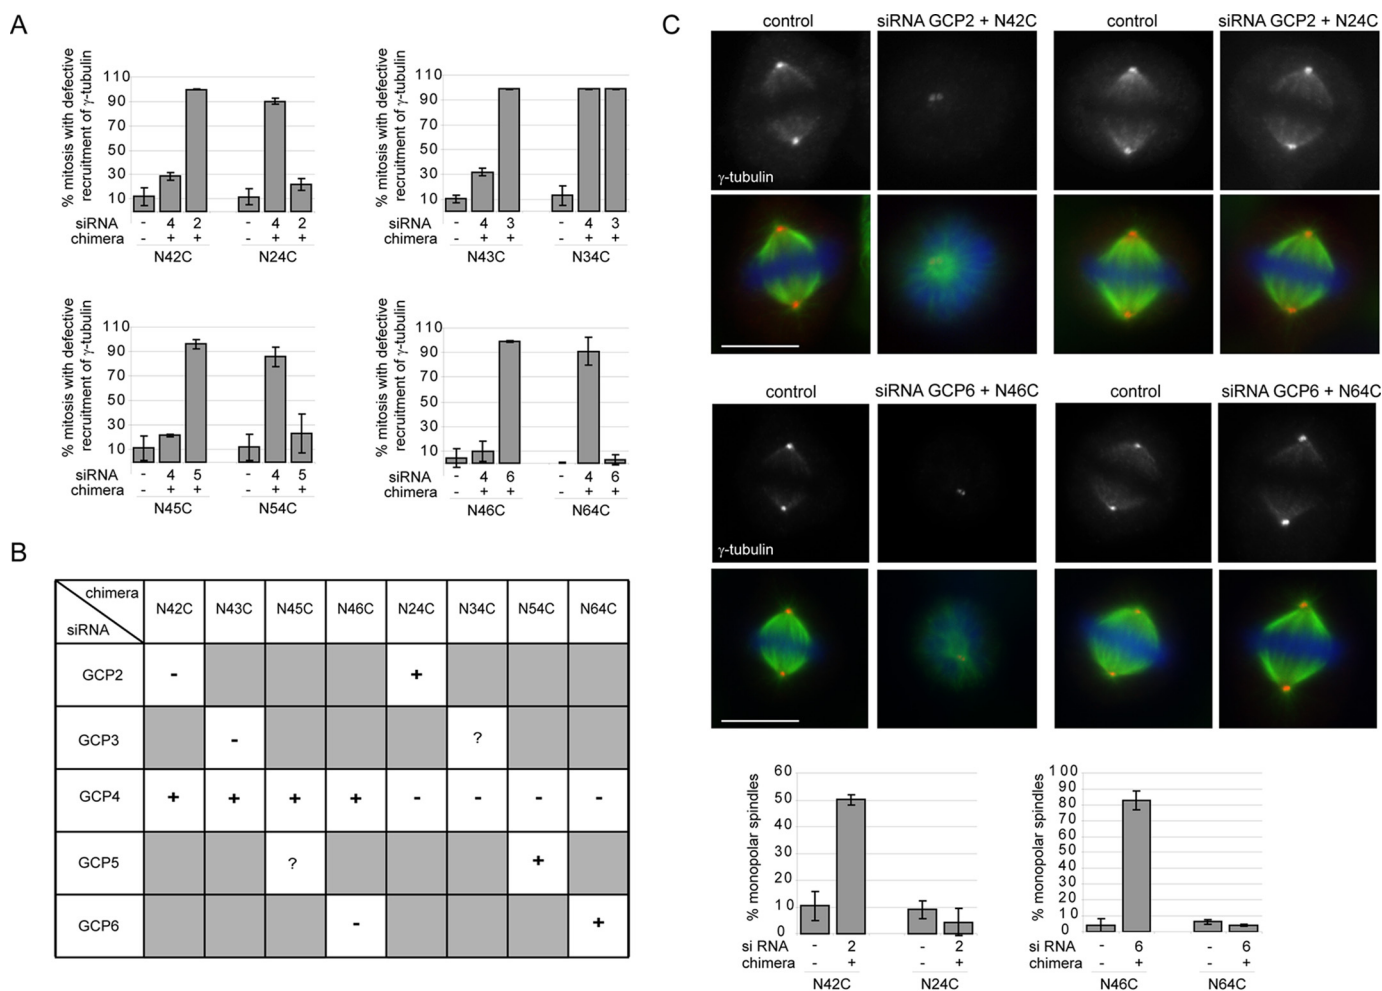 A
% mitosis with defective
recruitment of γ-tubulin
110
90
70
50
30
10
siRNA - 4 2 - 4 2
chimera - + + - + +
N42C N24C
% mitosis with defective
recruitment of γ-tubulin
110
90
70
50
30
10
siRNA - 4 3 - 4 3
chimera - + + - + +
N43C N34C
% mitosis with defective
recruitment of γ-tubulin
110
90
70
50
30
10
siRNA - 4 5 - 4 5
chimera - + + - + +
N45C N54C
% mitosis with defective
recruitment of γ-tubulin
110
90
70
50
30
10
siRNA - 4 6 - 4 6
chimera - + + - + +
N46C N64C
B
chimera
siRNA
N42C N43C N45C N46C N24C N34C N54C N64C
GCP2 - +
GCP3 - ?
GCP4 + + + + - - - -
GCP5 ? +
GCP6 - +
C
control siRNA GCP2 + N42C control siRNA GCP2 + N24C
γ-tubulin
control siRNA GCP6 + N46C control siRNA GCP6 + N64C
γ-tubulin
% monopolar spindles
60
50
40
30
20
10
0
si RNA - 2 - 2
chimera - + - +
N42C N24C
% monopolar spindles
100
90
80
70
60
50
40
30
20
10
0
si RNA - 6 - 6
chimera - + - +
N46C N64C